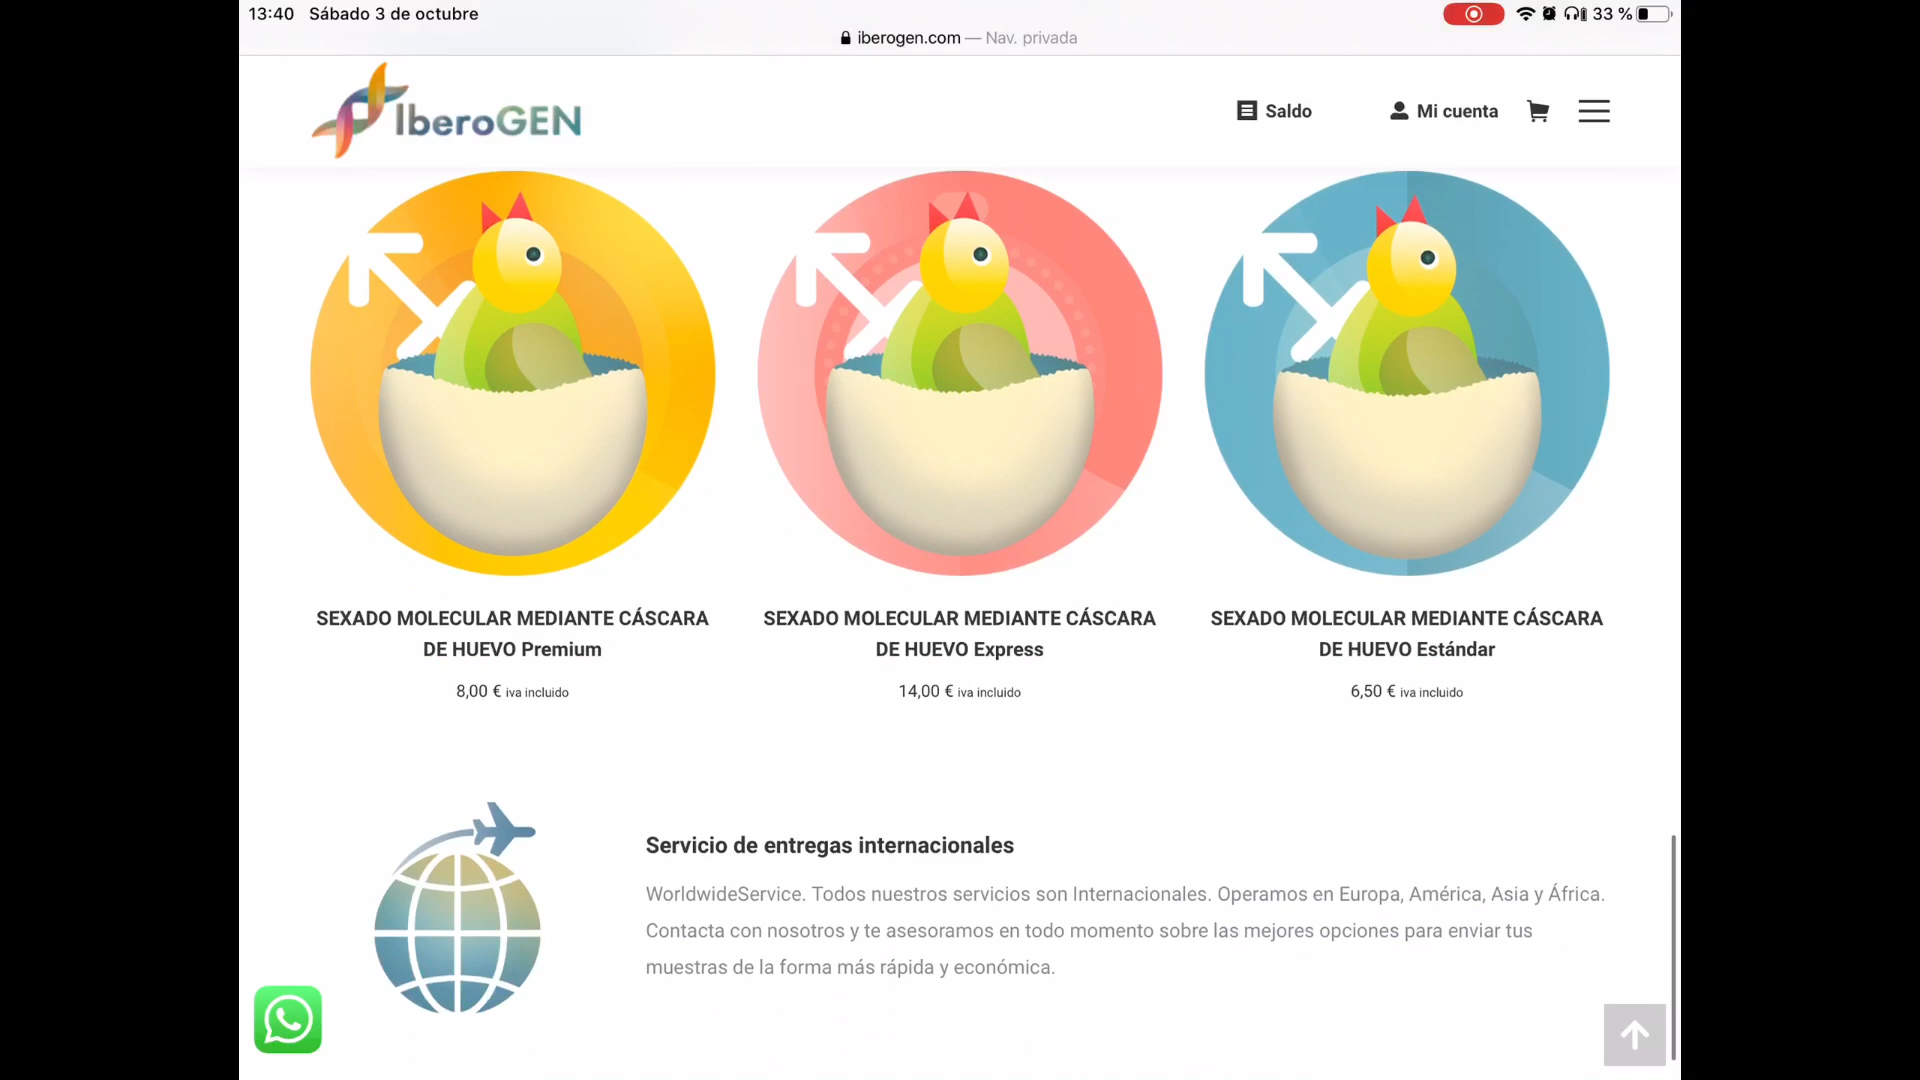 13:40 Sábado 3 de octubre
33 %
iberogen.com — Nav. privada
IberoGEN
Saldo
Mi cuenta
SEXADO MOLECULAR MEDIANTE CÁSCARA
DE HUEVO Premium
8,00 € iva incluido
SEXADO MOLECULAR MEDIANTE CÁSCARA
DE HUEVO Express
14,00 € iva incluido
SEXADO MOLECULAR MEDIANTE CÁSCARA
DE HUEVO Estándar
6,50 € iva incluido
Servicio de entregas internacionales
WorldwideService. Todos nuestros servicios son Internacionales. Operamos en Europa, América, Asia y África.
Contacta con nosotros y te asesoramos en todo momento sobre las mejores opciones para enviar tus
muestras de la forma más rápida y económica.